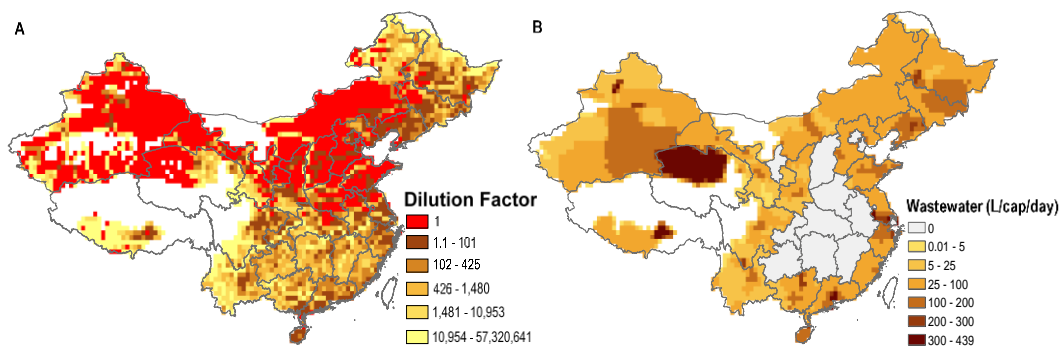 A
B
Dilution Factor
1
1.1 - 101
102 - 425
426 - 1,480
1,481 - 10,953
10,954 - 57,320,641
Wastewater (L/cap/day)
0
0.01 - 5
5 - 25
25 - 100
100 - 200
200 - 300
300 - 439